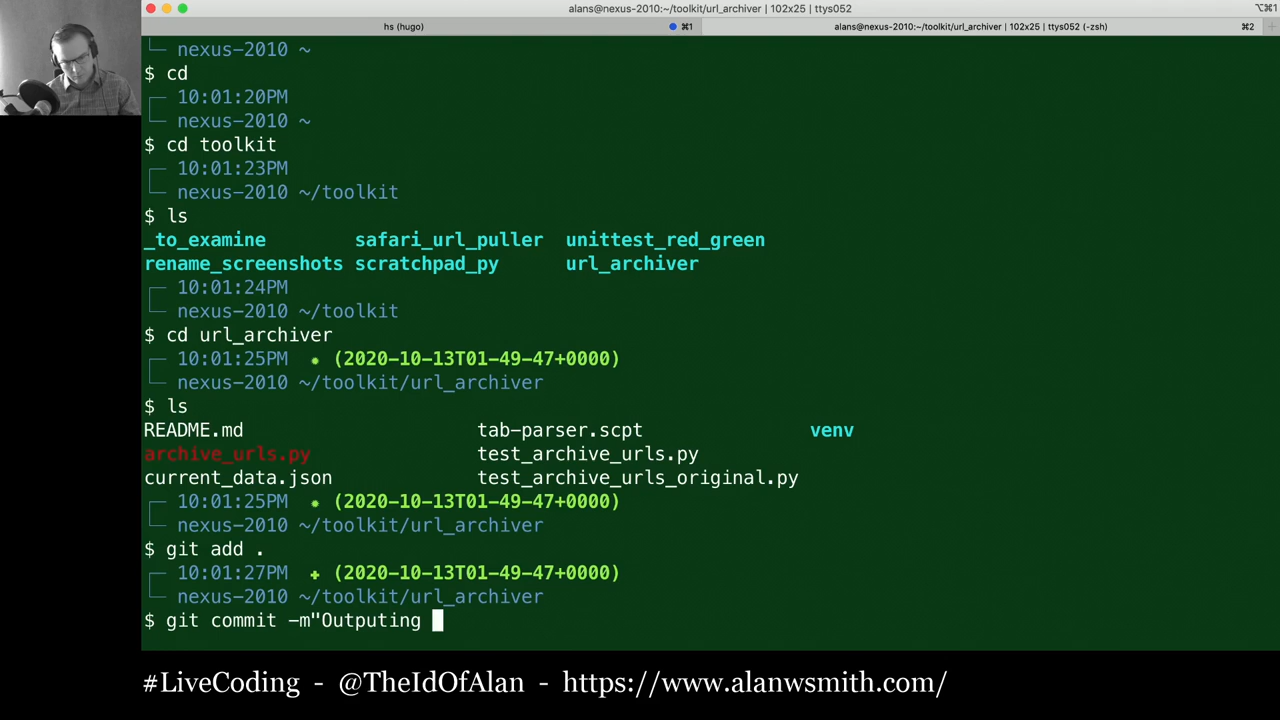 alans@nexus-2010:~/toolkit/url_archiver | 102x25 | ttys052
⌥⌘1
hs (hugo)
⌘1
alans@nexus-2010:~/toolkit/url_archiver | 102x25 | ttys052 (-zsh)
⌘2
└─ nexus-2010 ~
$ cd
┌─ 10:01:20PM
└─ nexus-2010 ~
$ cd toolkit
┌─ 10:01:23PM
└─ nexus-2010 ~/toolkit
$ ls
_to_examine safari_url_puller unittest_red_green
rename_screenshots scratchpad_py url_archiver
┌─ 10:01:24PM
└─ nexus-2010 ~/toolkit
$ cd url_archiver
┌─ 10:01:25PM ● (2020-10-13T01-49-47+0000)
└─ nexus-2010 ~/toolkit/url_archiver
$ ls
README.md tab-parser.scpt venv
archive_urls.py test_archive_urls.py
current_data.json test_archive_urls_original.py
┌─ 10:01:25PM ● (2020-10-13T01-49-47+0000)
└─ nexus-2010 ~/toolkit/url_archiver
$ git add .
┌─ 10:01:27PM + (2020-10-13T01-49-47+0000)
└─ nexus-2010 ~/toolkit/url_archiver
$ git commit -m"Outputing
#LiveCoding - @TheIdOfAlan - https://www.alanwsmith.com/